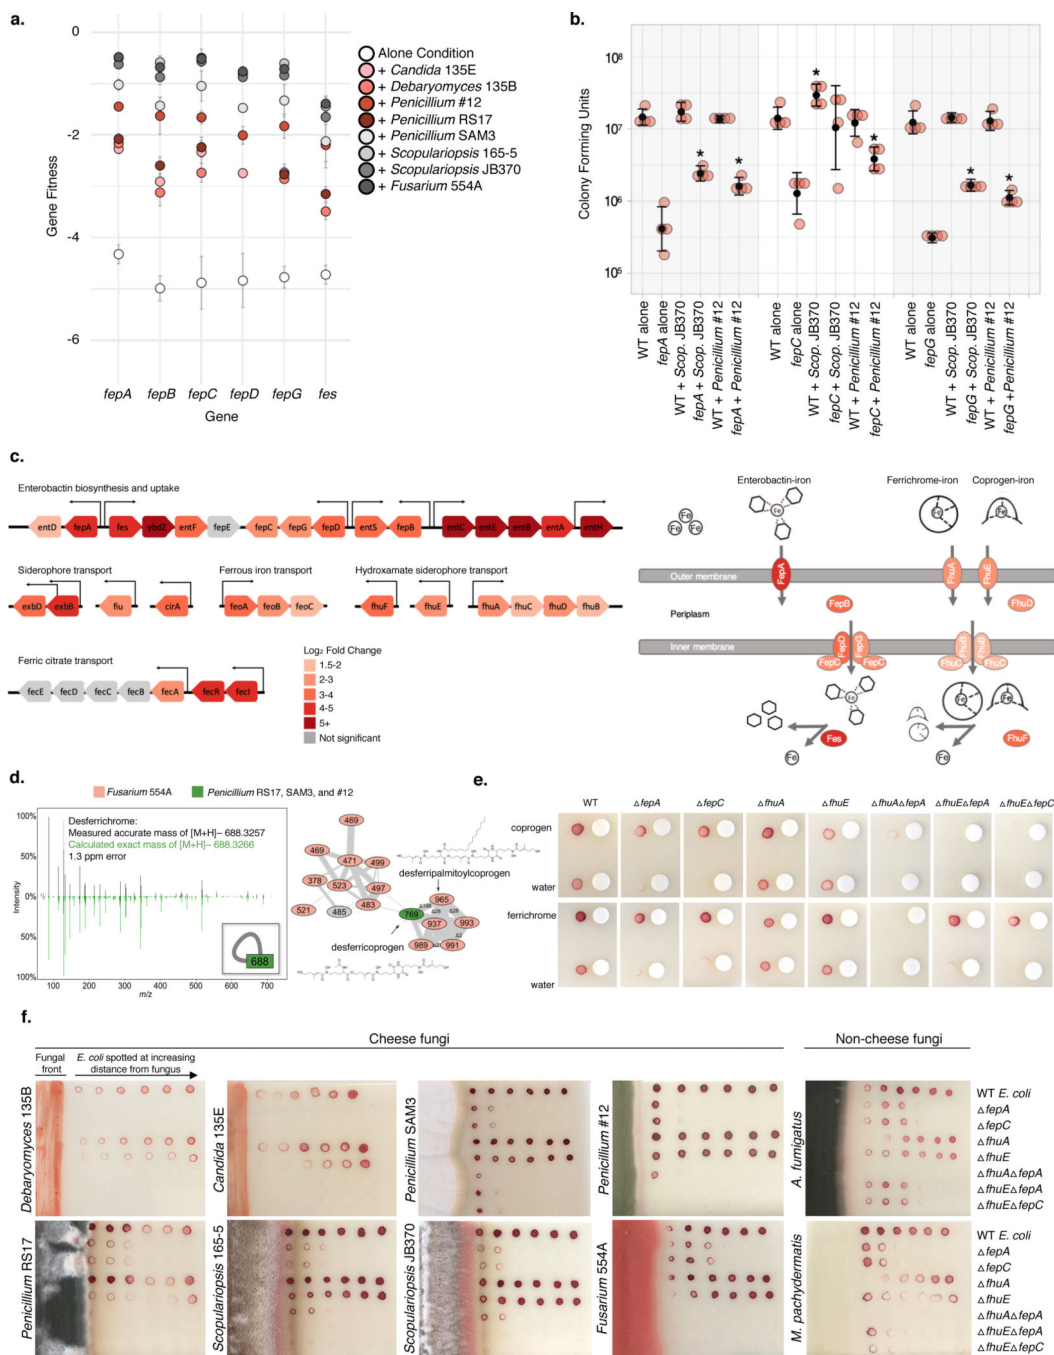 a.
0
-2
-4
-6
Gene Fitness
fepA fepB fepC fepD fepG fes
Gene
Alone Condition
+ Candida 135E
+ Debaryomyces 135B
+ Penicillium #12
+ Penicillium RS17
+ Penicillium SAM3
+ Scopulariopsis 165-5
+ Scopulariopsis JB370
+ Fusarium 554A
b.
10⁸
10⁷
10⁶
10⁵
Colony Forming Units
* * * * * * *
WT alone
fepA alone
WT + Scop. JB370
fepA + Scop. JB370
WT + Penicillium #12
fepA + Penicillium #12
WT alone
fepC alone
WT + Scop. JB370
fepC + Scop. JB370
WT + Penicillium #12
fepC + Penicillium #12
WT alone
fepG alone
WT + Scop. JB370
fepG + Scop. JB370
WT + Penicillium #12
fepG +Penicillium #12
c.
Enterobactin biosynthesis and uptake
entD fepA fes ybdZ entF fepE fepC fepG fepD entS fepB entC entE entB entA entH
Siderophore transport Ferrous iron transport Hydroxamate siderophore transport
exbD exbB fiu cirA feoA feoB feoC fhuF fhuE fhuA fhuC fhuD fhuB
Ferric citrate transport
fecE fecD fecC fecB fecA fecR fecI
Log₂ Fold Change
1.5-2
2-3
3-4
4-5
5+
Not significant
Enterobactin-iron Ferrichrome-iron Coprogen-iron
Fe Fe Fe Fe Fe Fe
FepA FhuA FhuE
Outer membrane
FhuD
FepB
Periplasm
FepD FepG FhuB
Inner membrane
FepC FepC FhuC FhuC
Fe Fe Fe
Fes FhuF
Fe Fe
d.
Fusarium 554A Penicillium RS17, SAM3, and #12
Desferrichrome:
Measured accurate mass of [M+H]– 688.3257
Calculated exact mass of [M+H]– 688.3266
1.3 ppm error
100%
50%
0%
50%
100%
Intensity
688
100 200 300 400 500 600 700
m/z
469
469 471 499
378 523 497
521 485 483
769 965 937 993 989 991
desferripalmitoylcoprogen
desferricoprogen
e.
WT ΔfepA ΔfepC ΔfhuA ΔfhuE ΔfhuAΔfepA ΔfhuEΔfepA ΔfhuEΔfepC
coprogen
water
ferrichrome
water
f.
Cheese fungi Non-cheese fungi
Fungal front
E. coli spotted at increasing distance from fungus
Debaryomyces 135B
Candida 135E
Penicillium SAM3
Penicillium #12
A. fumigatus
WT E. coli
ΔfepA
ΔfepC
ΔfhuA
ΔfhuE
ΔfhuAΔfepA
ΔfhuEΔfepA
ΔfhuEΔfepC
Penicillium RS17
Scopulariopsis 165-5
Scopulariopsis JB370
Fusarium 554A
M. pachydermatis
WT E. coli
ΔfepA
ΔfepC
ΔfhuA
ΔfhuE
ΔfhuAΔfepA
ΔfhuEΔfepA
ΔfhuEΔfepC